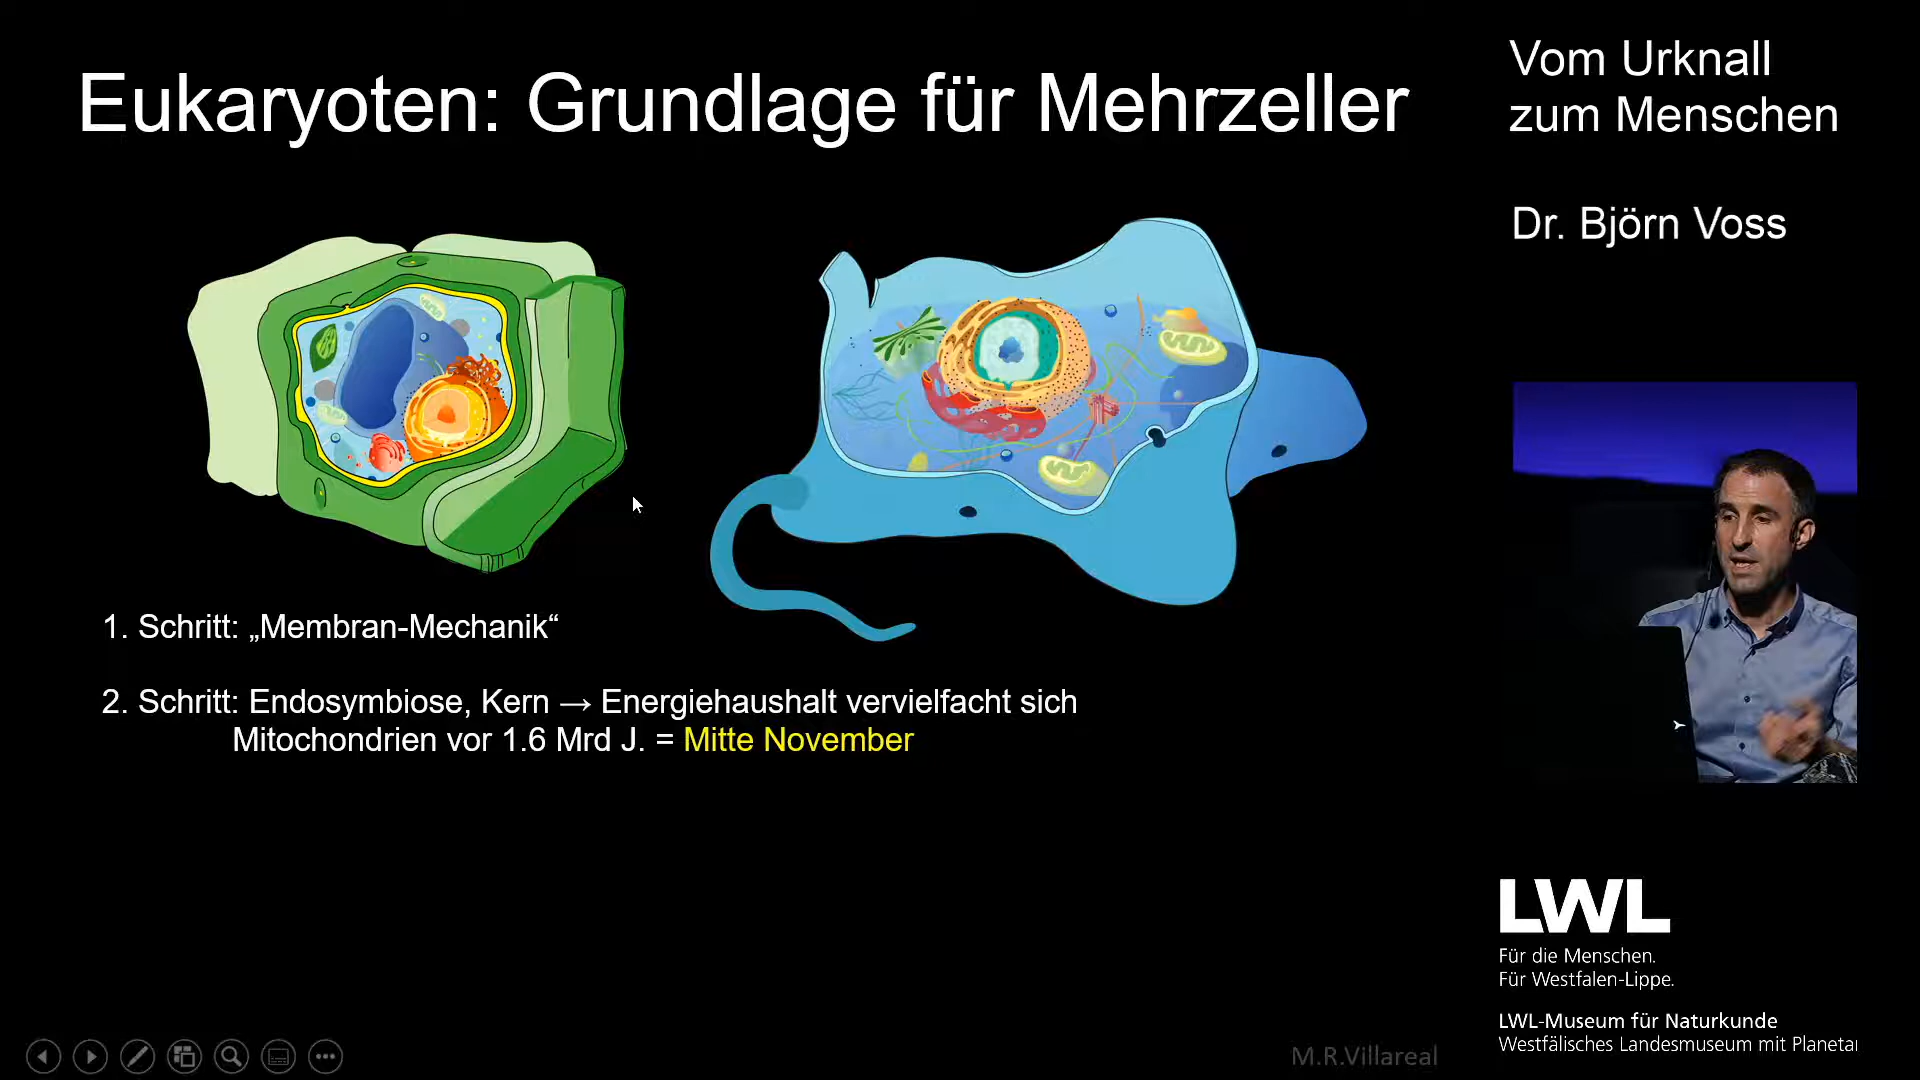 Eukaryoten: Grundlage für Mehrzeller
1. Schritt: „Membran-Mechanik“
2. Schritt: Endosymbiose, Kern → Energiehaushalt vervielfacht sich
Mitochondrien vor 1.6 Mrd J. = Mitte November
M.R.Villareal
Vom Urknall
zum Menschen
Dr. Björn Voss
LWL
Für die Menschen.
Für Westfalen-Lippe.
LWL-Museum für Naturkunde
Westfälisches Landesmuseum mit Planetar